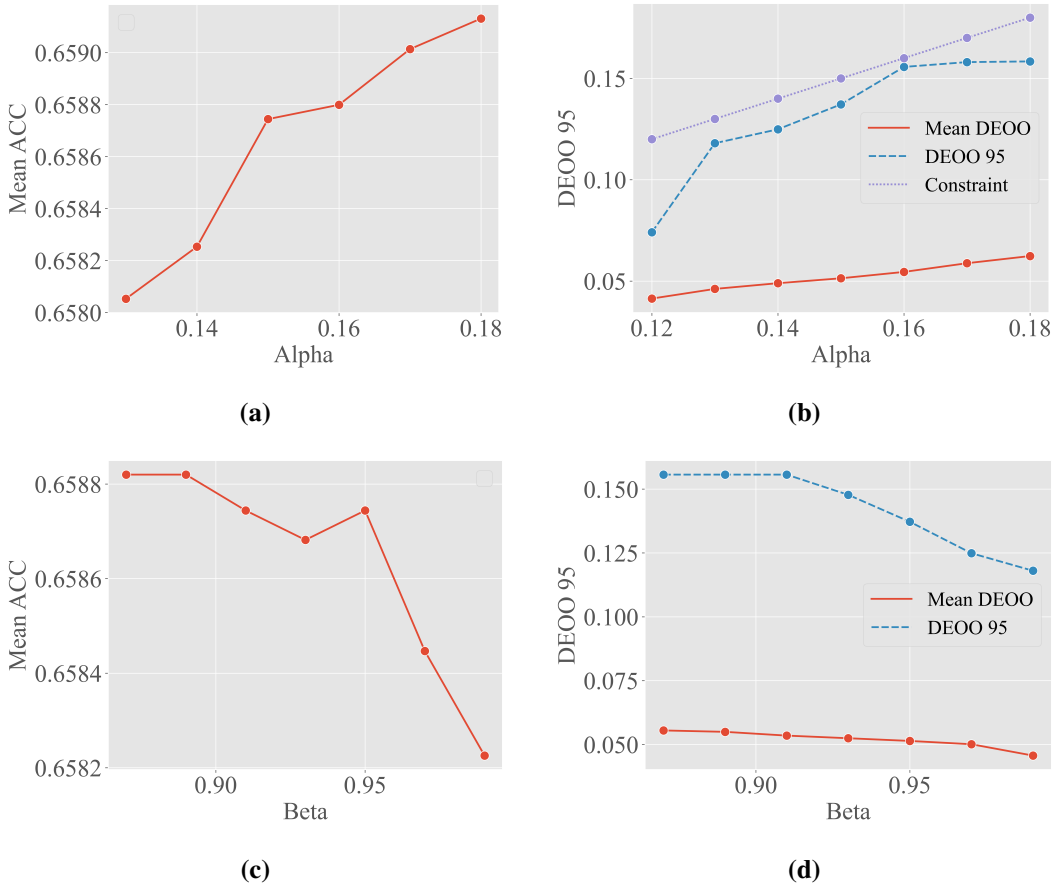 Mean ACC
0.6590
0.6588
0.6586
0.6584
0.6582
0.6580
0.14
0.16
0.18
Alpha
(a)
DEOO 95
0.15
0.10
0.05
Mean DEOO
DEOO 95
Constraint
0.12
0.14
0.16
0.18
Alpha
(b)
Mean ACC
0.6588
0.6586
0.6584
0.6582
0.90
0.95
Beta
(c)
DEOO 95
0.150
0.125
0.100
0.075
0.050
Mean DEOO
DEOO 95
0.90
0.95
Beta
(d)